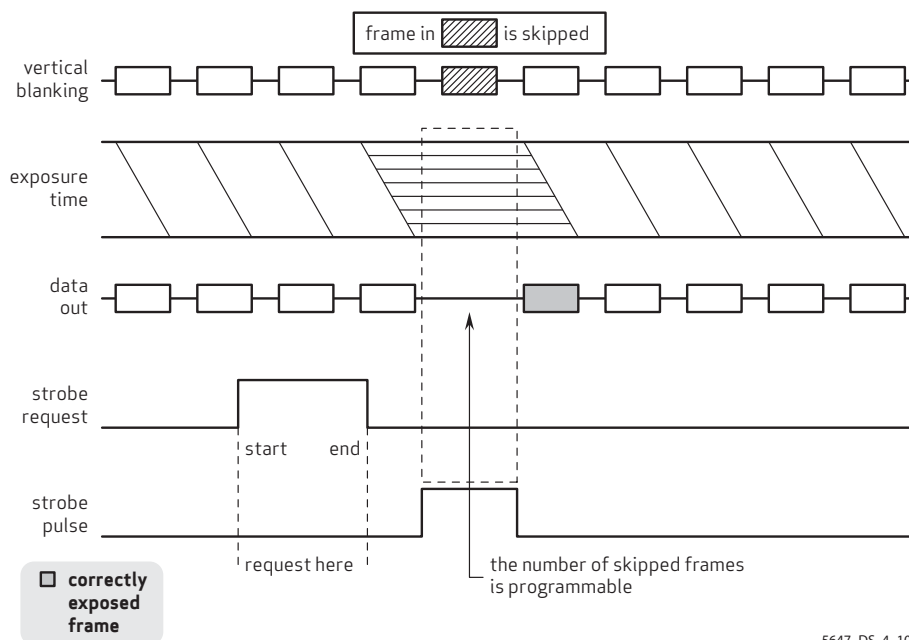 frame in is skipped
vertical
blanking
exposure
time
data
out
strobe
request
start end
strobe
pulse
request here
the number of skipped frames
is programmable
correctly
exposed
frame
5647_DS_4_10